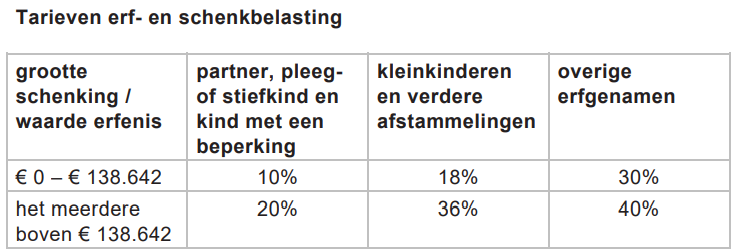 Tarieven erf- en schenkbelasting
grootte schenking / waarde erfenis
partner, pleeg- of stiefkind en kind met een beperking
kleinkinderen en verdere afstammelingen
overige erfgenamen
€ 0 – € 138.642 10% 18% 30%
het meerdere boven € 138.642 20% 36% 40%